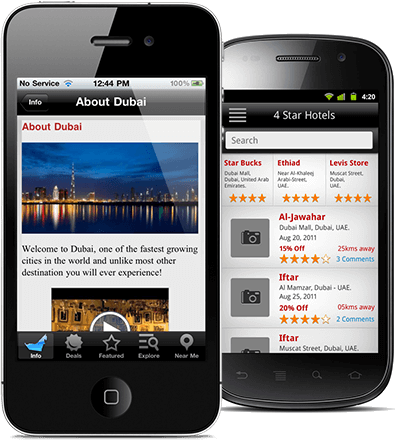 No Service 12:44 PM 100%
Info About Dubai
About Dubai
Welcome to Dubai, one of the fastest growing
cities in the world and unlike most other
destination you will ever experience!
Info Deals Featured Explore Near Me
4:20
4 Star Hotels
Search
Star Bucks
Dubai Mall,
Dubai, United Arab
Emirates.
Ethiad
Near Al-Khaleej
Arabi-Street,
UAE.
Levis Store
Muscat Street,
Dubai,
UAE.
Al-Jawahar
Dubai Mall, Dubai, UAE.
Aug 20, 2011
15% Off 25kms away
3 Comments
Iftar
Al Mamzar, Dubai - UAE.
Aug 25, 2011
20% Off 05kms away
2 Comments
Iftar
Muscat Street, Dubai, UAE.